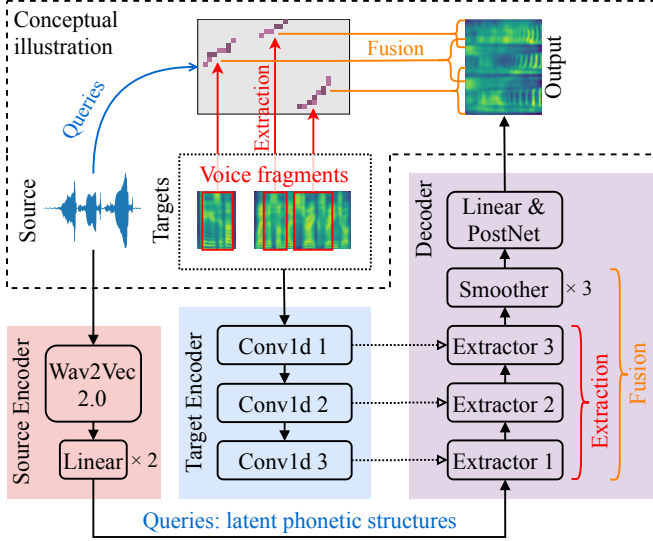 Conceptual
illustration
Queries
Fusion
Extraction
Output
Source
Targets
Voice fragments
Decoder
Linear &
PostNet
Smoother × 3
Source Encoder
Wav2Vec
2.0
Linear × 2
Target Encoder
Conv1d 1
Conv1d 2
Conv1d 3
Extractor 3
Extractor 2
Extractor 1
Extraction
Fusion
Queries: latent phonetic structures